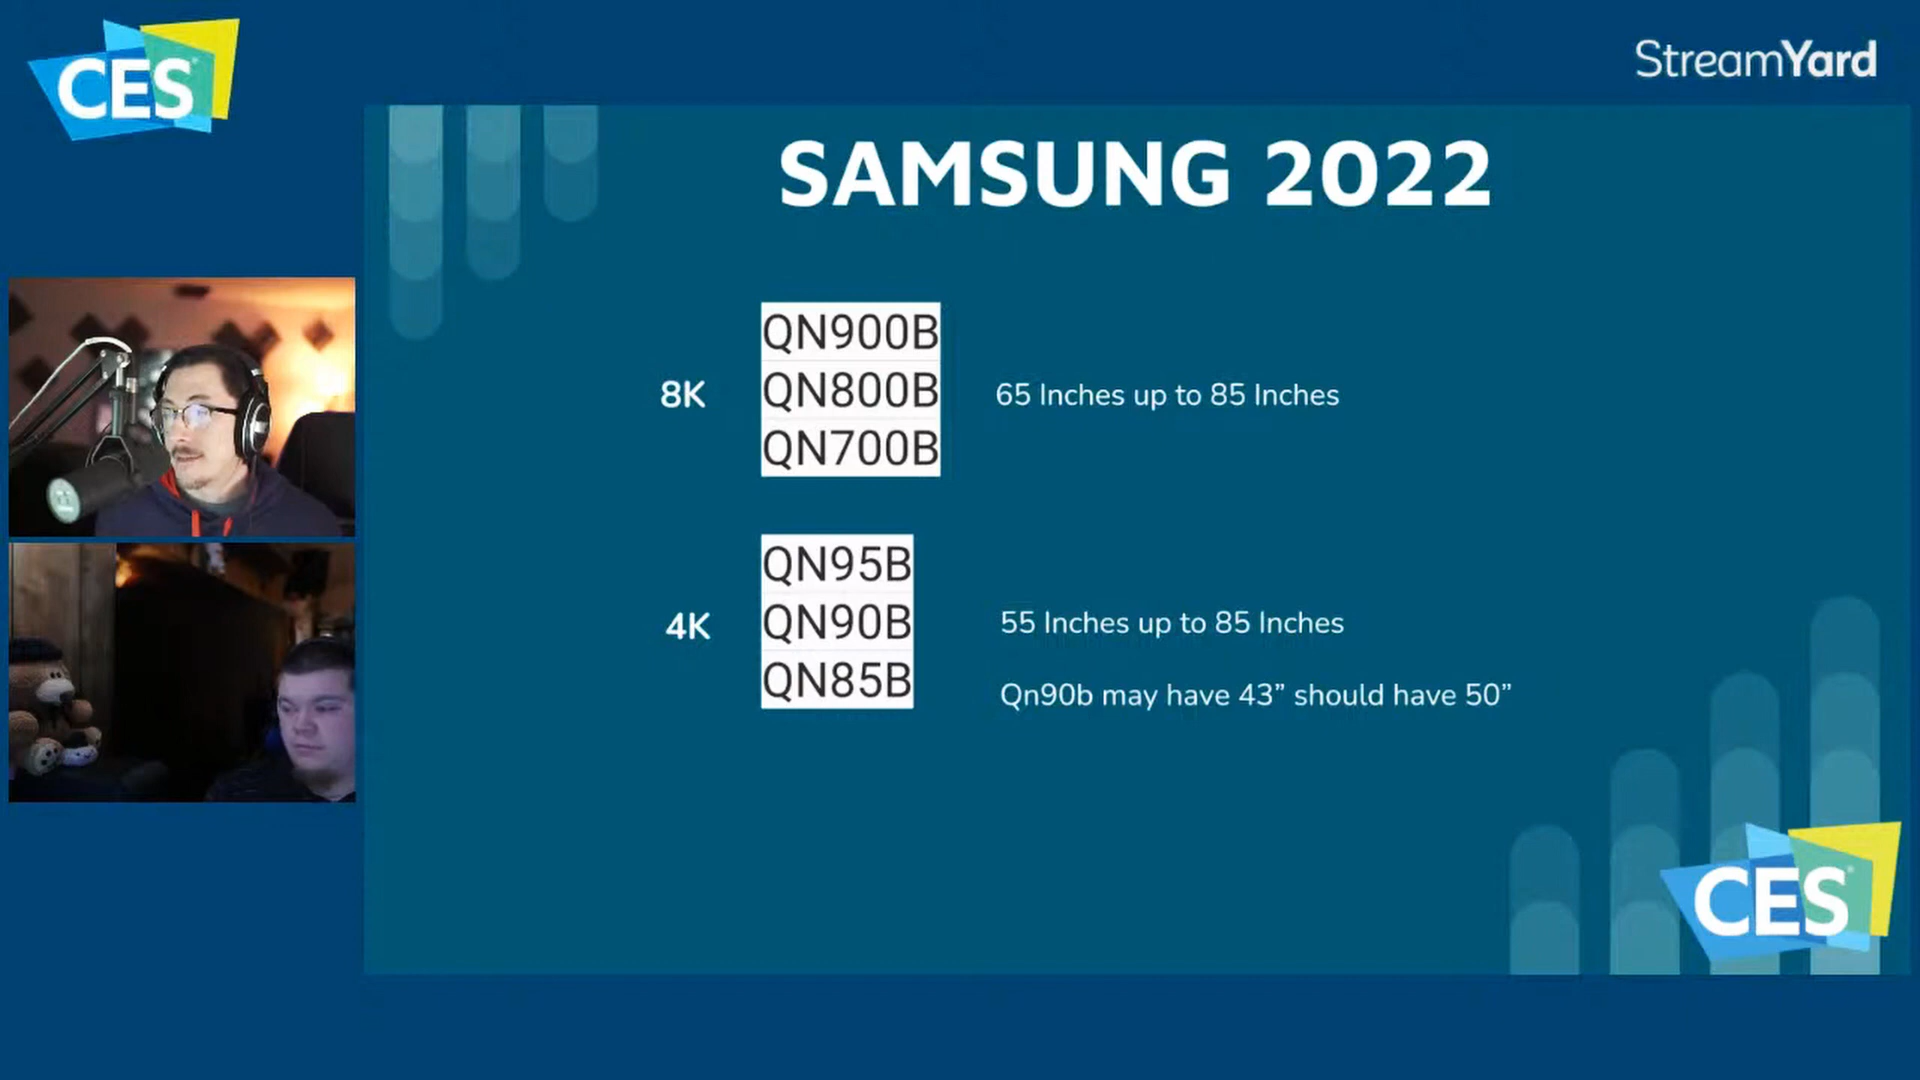 CES
StreamYard
SAMSUNG 2022
8K
QN900B
QN800B
QN700B
65 Inches up to 85 Inches
4K
QN95B
QN90B
QN85B
55 Inches up to 85 Inches
Qn90b may have 43” should have 50”
CES